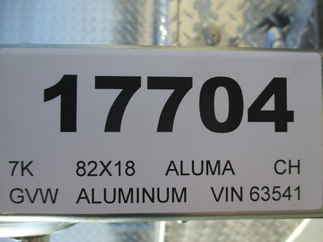 17704
7K 82X18 ALUMA CH
GVW ALUMINUM VIN 63541